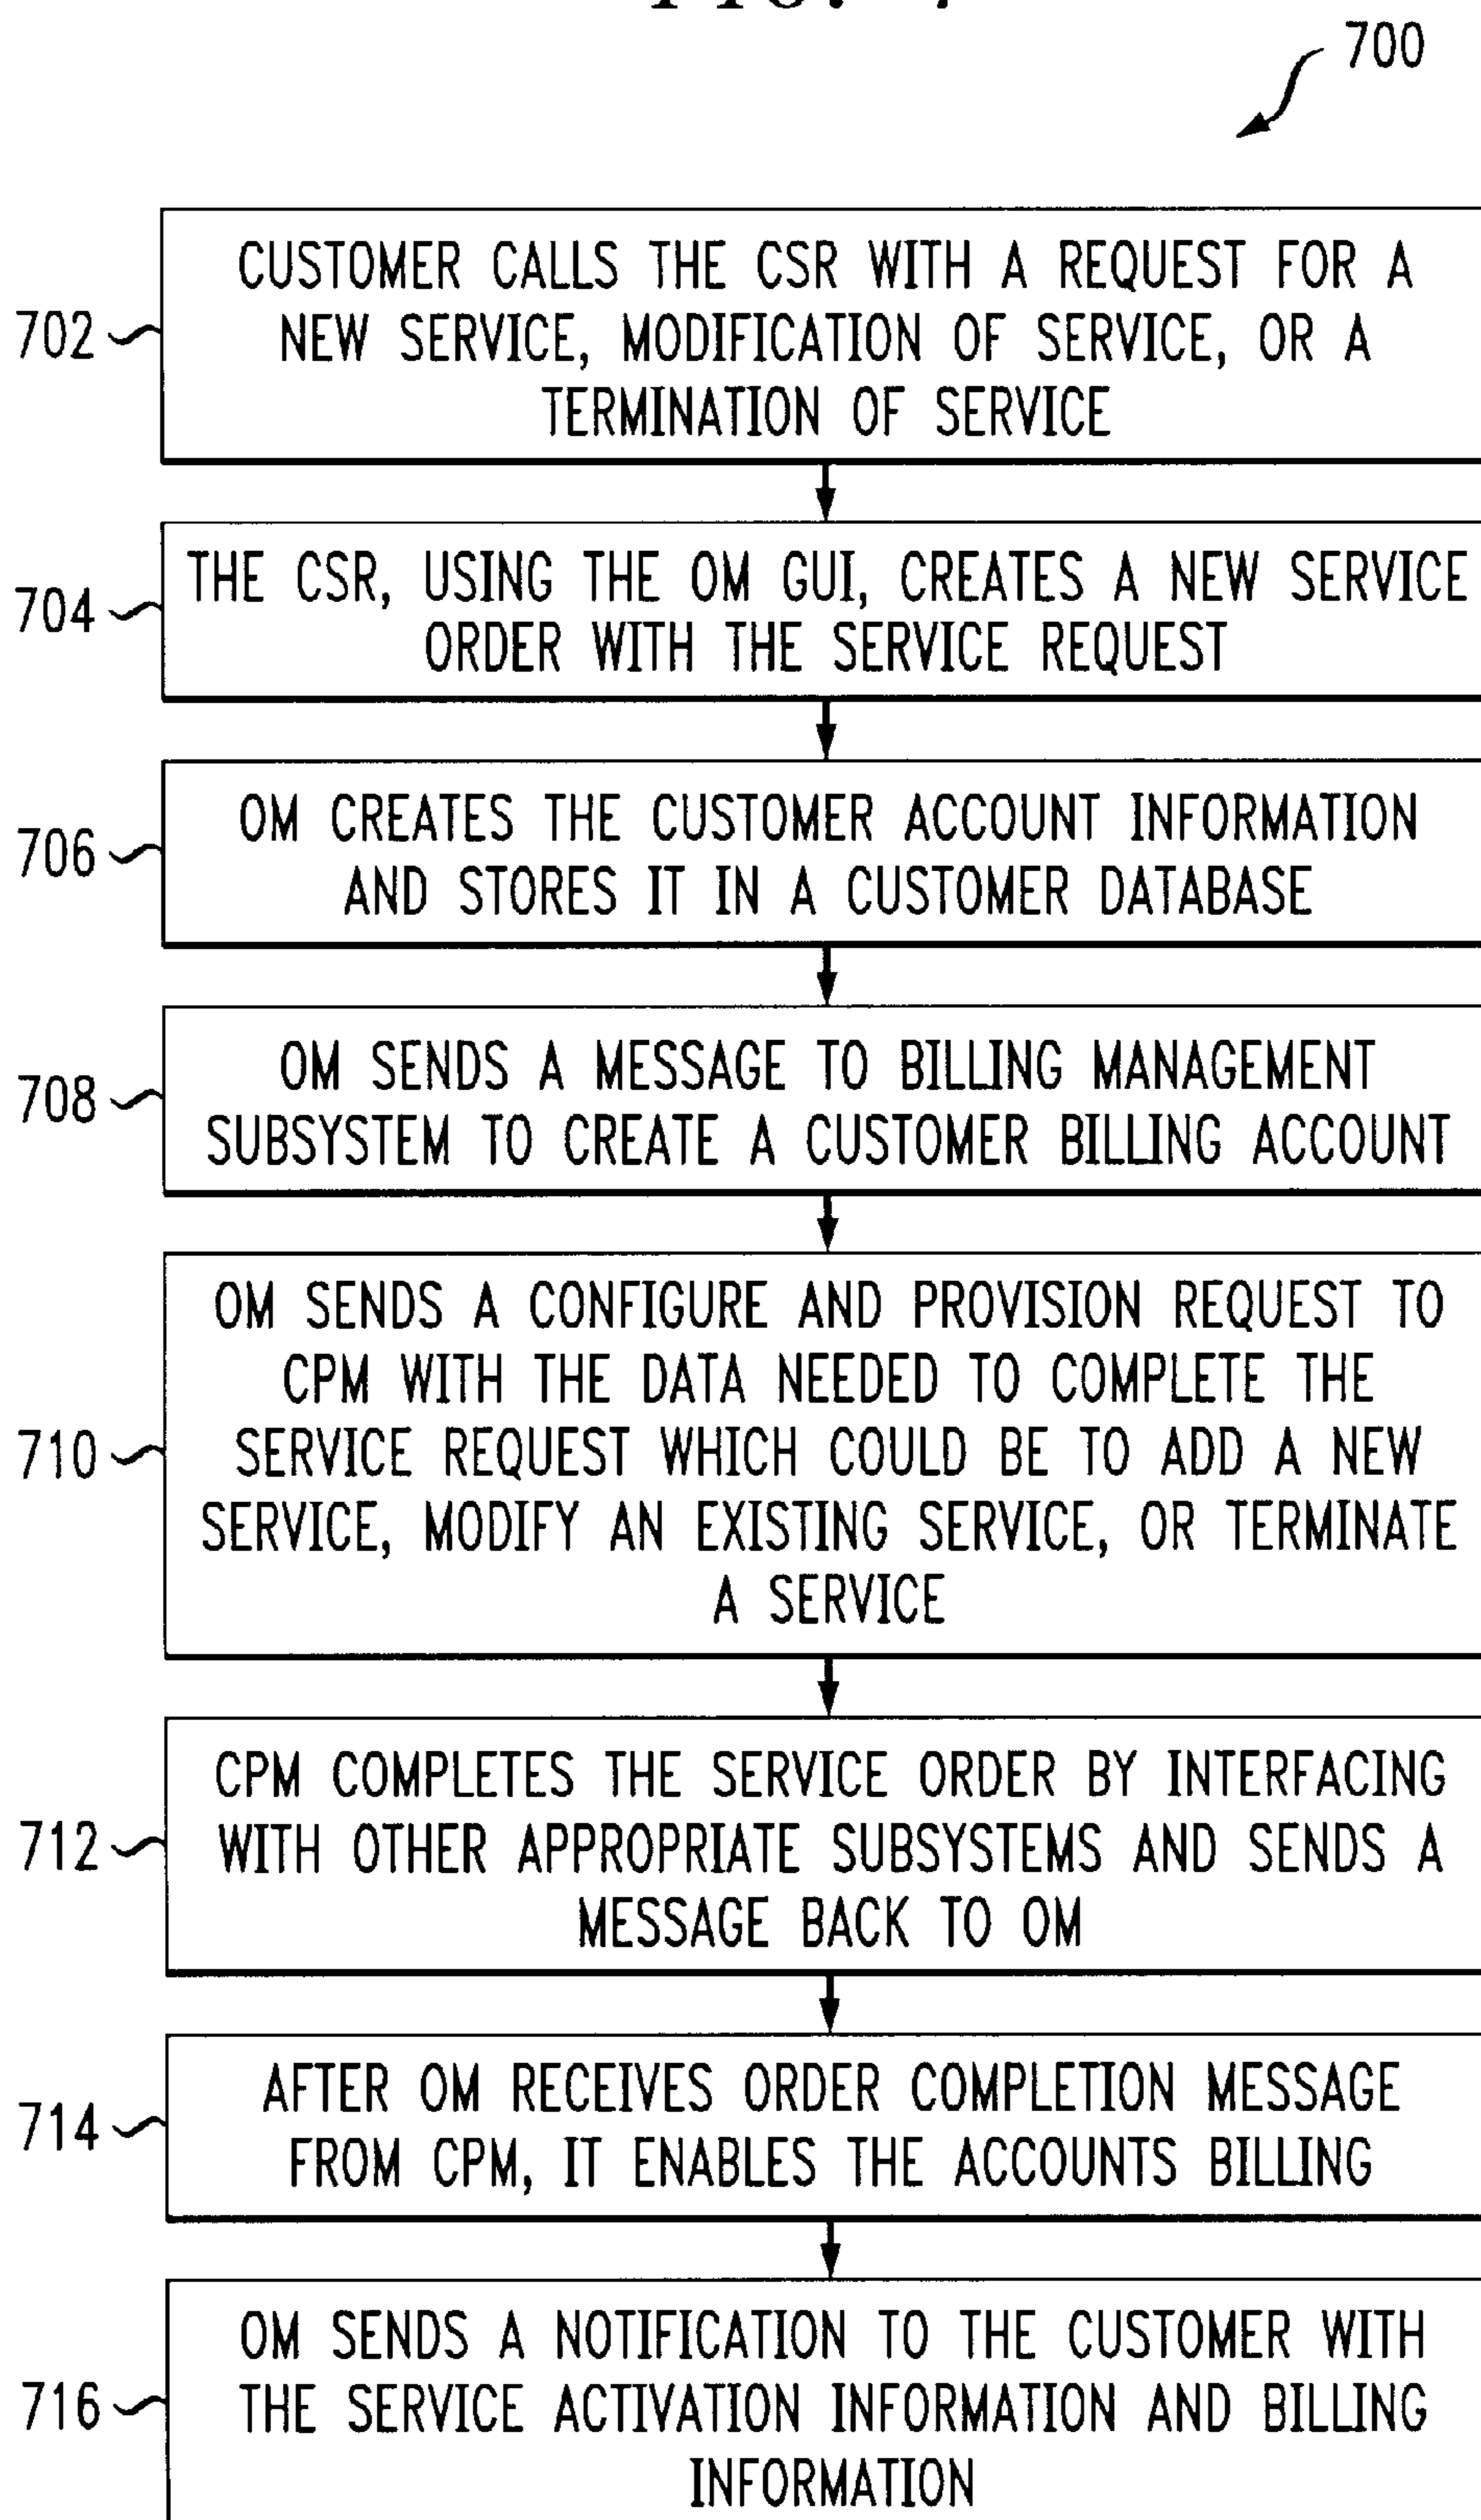 700
702
CUSTOMER CALLS THE CSR WITH A REQUEST FOR A
NEW SERVICE, MODIFICATION OF SERVICE, OR A
TERMINATION OF SERVICE
704
THE CSR, USING THE OM GUI, CREATES A NEW SERVICE
ORDER WITH THE SERVICE REQUEST
706
OM CREATES THE CUSTOMER ACCOUNT INFORMATION
AND STORES IT IN A CUSTOMER DATABASE
708
OM SENDS A MESSAGE TO BILLING MANAGEMENT
SUBSYSTEM TO CREATE A CUSTOMER BILLING ACCOUNT
710
OM SENDS A CONFIGURE AND PROVISION REQUEST TO
CPM WITH THE DATA NEEDED TO COMPLETE THE
SERVICE REQUEST WHICH COULD BE TO ADD A NEW
SERVICE, MODIFY AN EXISTING SERVICE, OR TERMINATE
A SERVICE
712
CPM COMPLETES THE SERVICE ORDER BY INTERFACING
WITH OTHER APPROPRIATE SUBSYSTEMS AND SENDS A
MESSAGE BACK TO OM
714
AFTER OM RECEIVES ORDER COMPLETION MESSAGE
FROM CPM, IT ENABLES THE ACCOUNTS BILLING
716
OM SENDS A NOTIFICATION TO THE CUSTOMER WITH
THE SERVICE ACTIVATION INFORMATION AND BILLING
INFORMATION